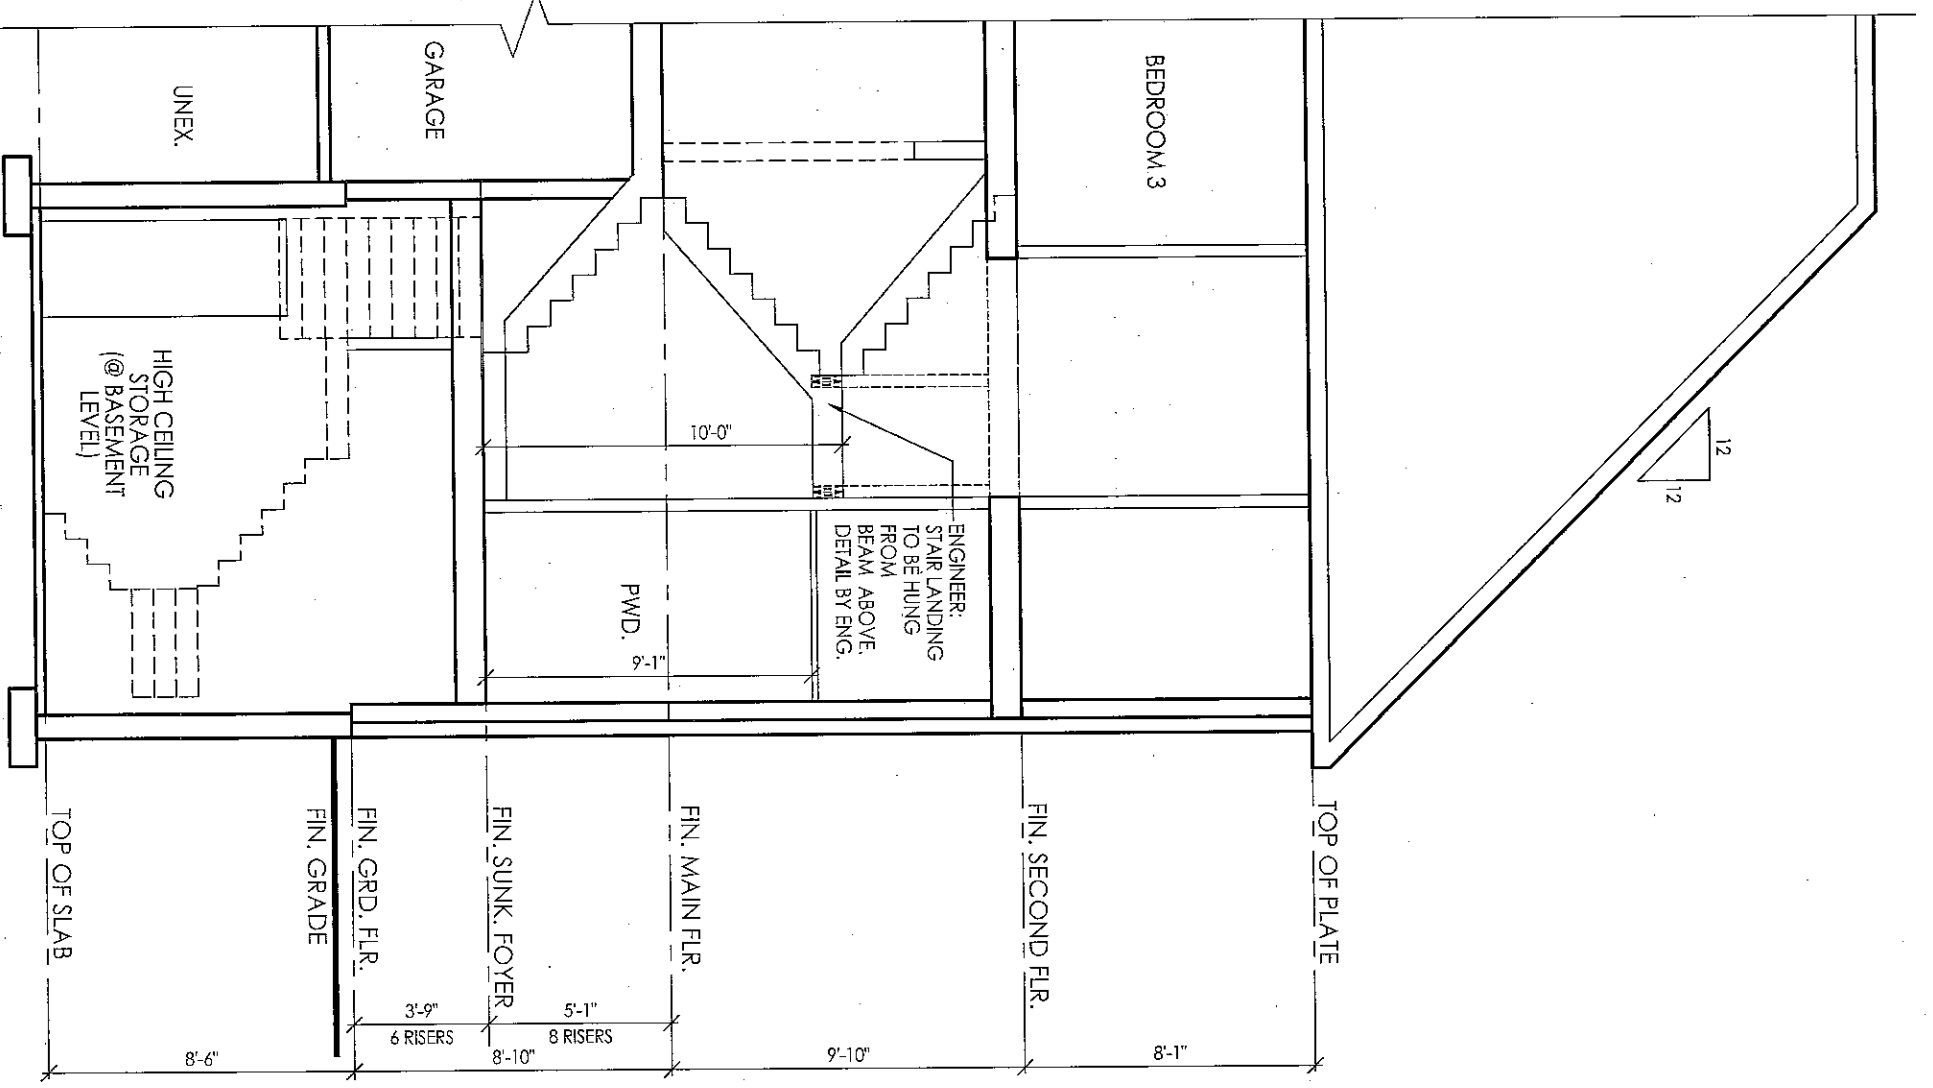 BEDROOM 3
GARAGE
UNEX.
12
12
10'-0"
ENGINEER:
STAIR LANDING
TO BE HUNG
FROM
BEAM ABOVE.
DETAIL BY ENG.
PWD.
9'-1"
HIGH CEILING
STORAGE
(@ BASEMENT
LEVEL)
TOP OF PLATE
FIN. SECOND FLR.
FIN. MAIN FLR.
FIN. SUNK. FOYER
FIN. GRD. FLR.
FIN. GRADE
TOP OF SLAB
3'-9"
6 RISERS
5'-1"
8 RISERS
8'-6"
8'-10"
9'-10"
8'-1"